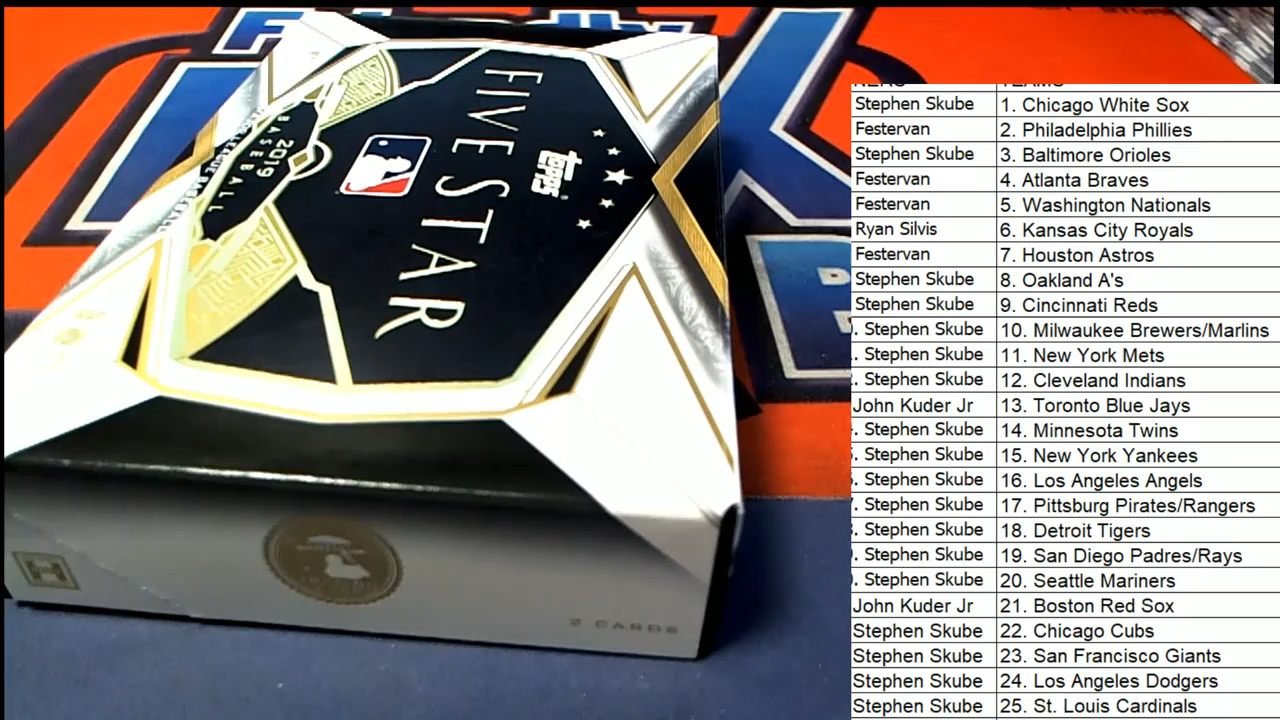 FIVE STAR
topps
2019
BASEBALL
H
2 CARDS
TEAMS
Stephen Skube 1. Chicago White Sox
Festervan 2. Philadelphia Phillies
Stephen Skube 3. Baltimore Orioles
Festervan 4. Atlanta Braves
Festervan 5. Washington Nationals
Ryan Silvis 6. Kansas City Royals
Festervan 7. Houston Astros
Stephen Skube 8. Oakland A's
Stephen Skube 9. Cincinnati Reds
. Stephen Skube 10. Milwaukee Brewers/Marlins
. Stephen Skube 11. New York Mets
. Stephen Skube 12. Cleveland Indians
John Kuder Jr 13. Toronto Blue Jays
. Stephen Skube 14. Minnesota Twins
. Stephen Skube 15. New York Yankees
. Stephen Skube 16. Los Angeles Angels
. Stephen Skube 17. Pittsburg Pirates/Rangers
. Stephen Skube 18. Detroit Tigers
. Stephen Skube 19. San Diego Padres/Rays
. Stephen Skube 20. Seattle Mariners
John Kuder Jr 21. Boston Red Sox
Stephen Skube 22. Chicago Cubs
Stephen Skube 23. San Francisco Giants
Stephen Skube 24. Los Angeles Dodgers
Stephen Skube 25. St. Louis Cardinals